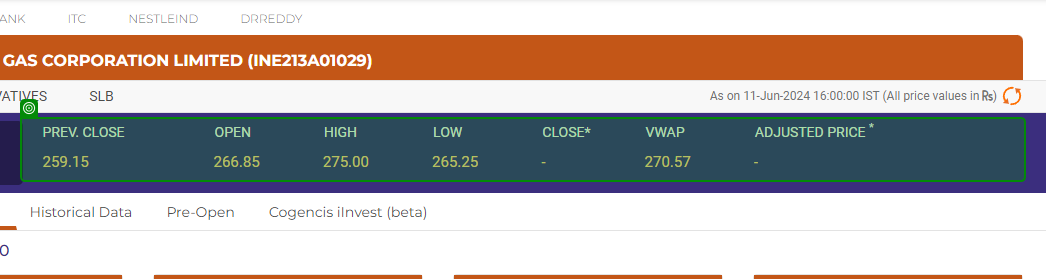 ANK ITC NESTLEIND DRREDDY
GAS CORPORATION LIMITED (INE213A01029)
VATIVES SLB As on 11-Jun-2024 16:00:00 IST (All price values in ₨)
PREV. CLOSE OPEN HIGH LOW CLOSE* VWAP ADJUSTED PRICE *
259.15 266.85 275.00 265.25 - 270.57 -
Historical Data Pre-Open Cogencis iInvest (beta)
O